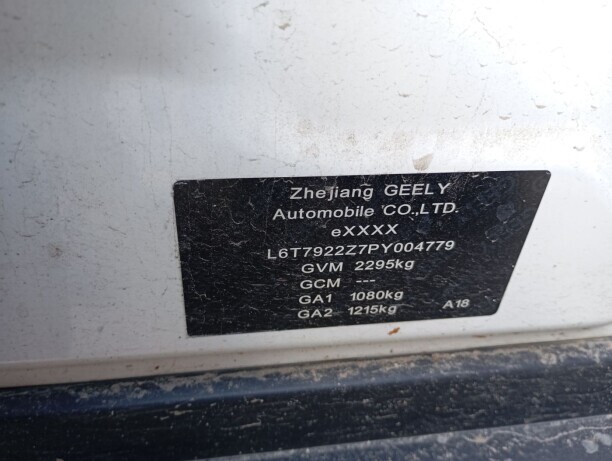 Zhejiang GEELY
Automobile CO.,LTD.
eXXXX
L6T7922Z7PY004779
GVM 2295kg
GCM ---
GA1 1080kg
GA2 1215kg A18